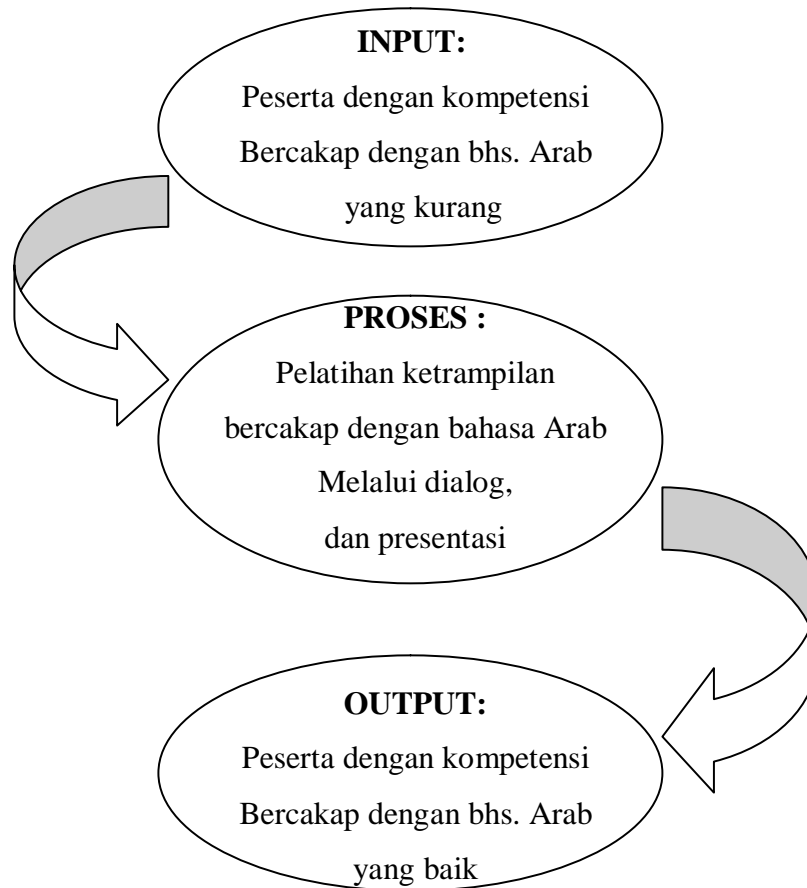 INPUT:
Peserta dengan kompetensi
Bercakap dengan bhs. Arab
yang kurang
PROSES :
Pelatihan ketrampilan
bercakap dengan bahasa Arab
Melalui dialog,
dan presentasi
OUTPUT:
Peserta dengan kompetensi
Bercakap dengan bhs. Arab
yang baik